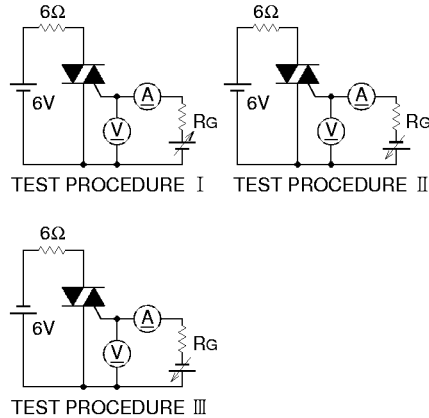 6Ω
6V
A
V
RG
TEST PROCEDURE Ⅰ
6Ω
6V
A
V
RG
TEST PROCEDURE Ⅱ
6Ω
6V
A
V
RG
TEST PROCEDURE Ⅲ